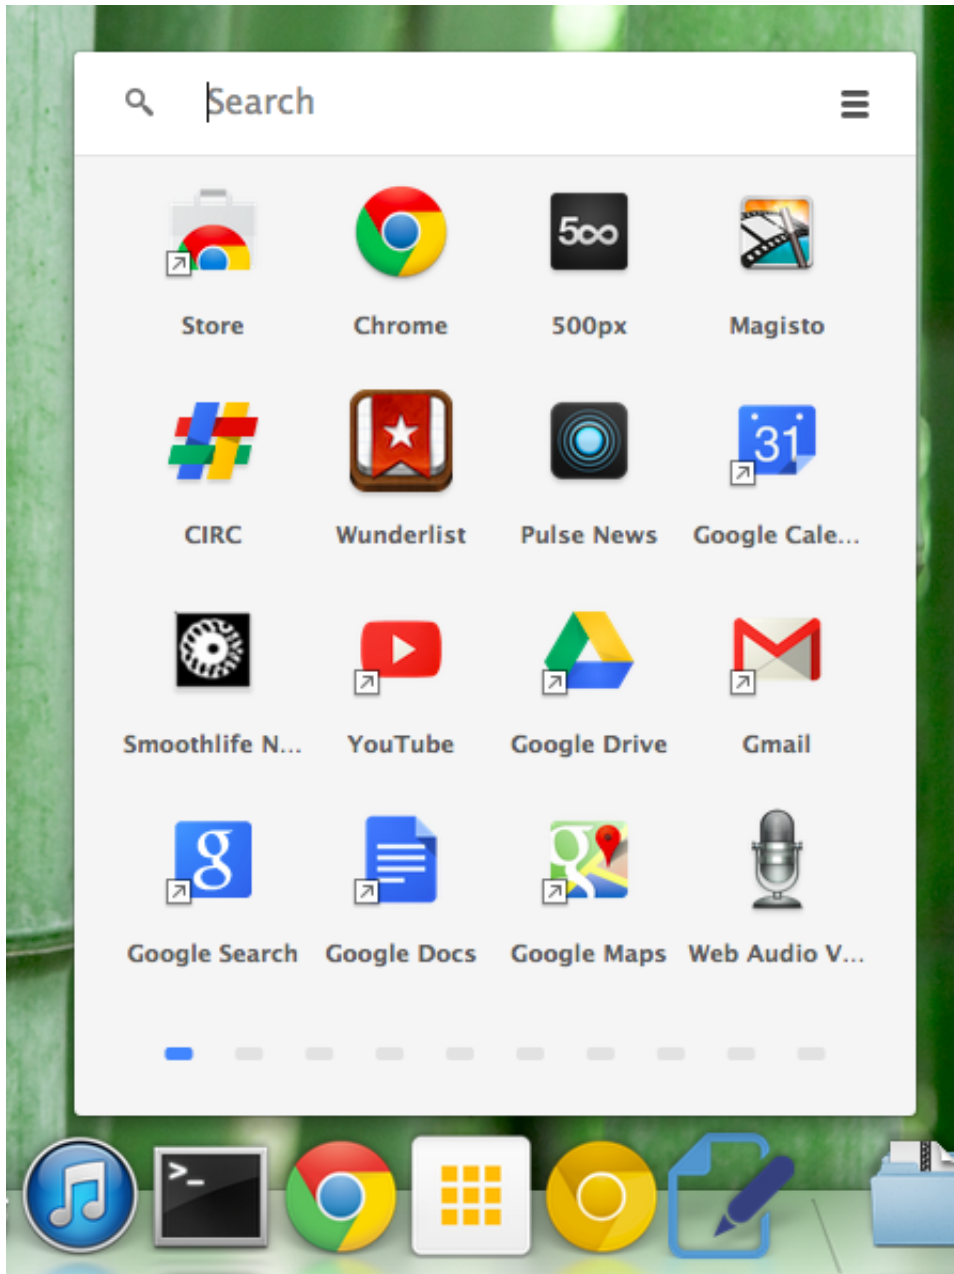 Search
Store Chrome 500px Magisto
CIRC Wunderlist Pulse News Google Cale...
31
Smoothlife N... YouTube Google Drive Gmail
Google Search Google Docs Google Maps Web Audio V...
>_